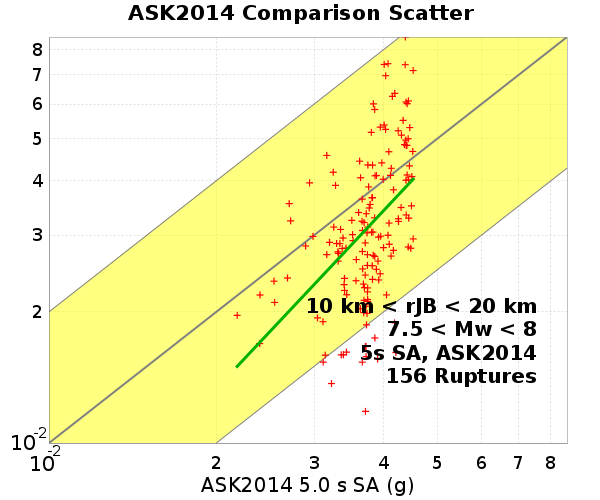 ASK2014 Comparison Scatter
8
7
6
5
4
3
2
10-2
10 km < rJB < 20 km
7.5 < Mw < 8
5s SA, ASK2014
156 Ruptures
10-2 2 3 4 5 6 7 8
ASK2014 5.0 s SA (g)